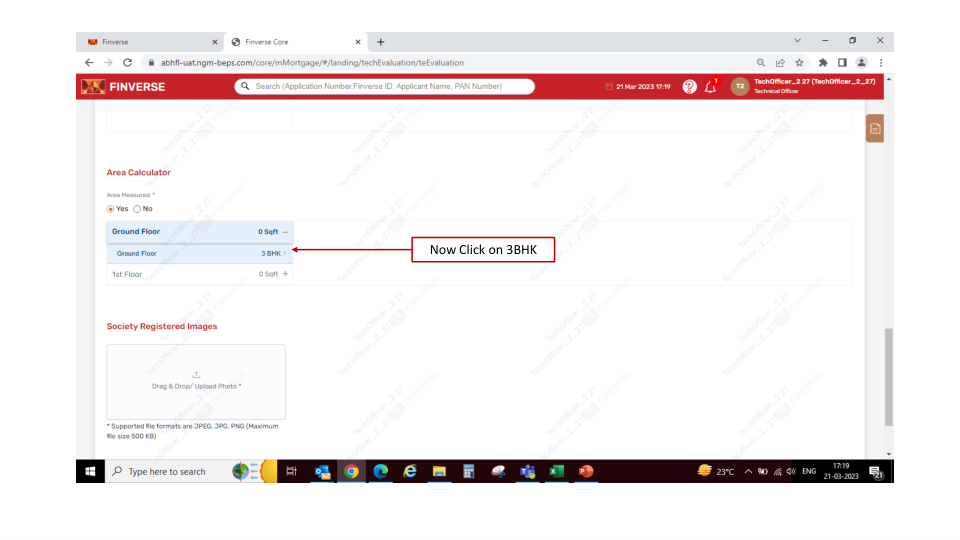 Finverse
Finverse Core
abhfl-uat.ngm-beps.com/core/mMortgage/#/landing/techEvaluation/teEvaluation
FINVERSE
Search (Application Number,Finverse ID, Applicant Name, PAN Number)
21 Mar 2023 17:19
T2
TechOfficer_2 27 (TechOfficer_2_27)
Technical Officer
Area Calculator
Area Measured *
Yes
No
Ground Floor 0 Sqft −
Ground Floor 3 BHK >
Now Click on 3BHK
1st Floor 0 Sqft +
Society Registered Images
Drag & Drop/ Upload Photo *
* Supported file formats are JPEG, JPG, PNG (Maximum
file size 500 KB)
Type here to search
23°C
ENG
17:19
21-03-2023
21